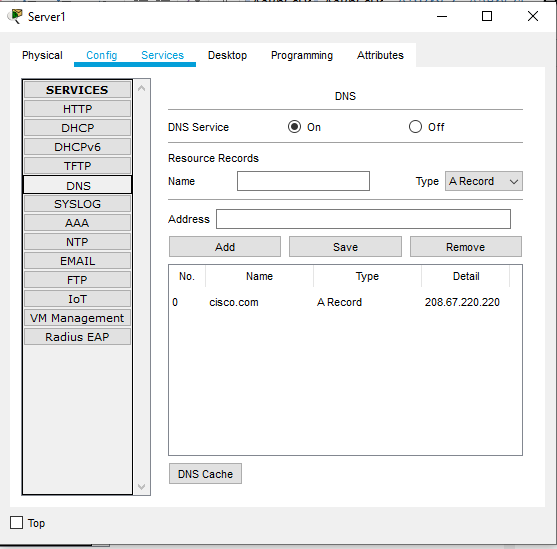 Server1
Physical Config Services Desktop Programming Attributes
SERVICES
HTTP
DHCP
DHCPv6
TFTP
DNS
SYSLOG
AAA
NTP
EMAIL
FTP
IoT
VM Management
Radius EAP
DNS
DNS Service On Off
Resource Records
Name Type A Record
Address
Add Save Remove
No. Name Type Detail
0 cisco.com A Record 208.67.220.220
DNS Cache
Top